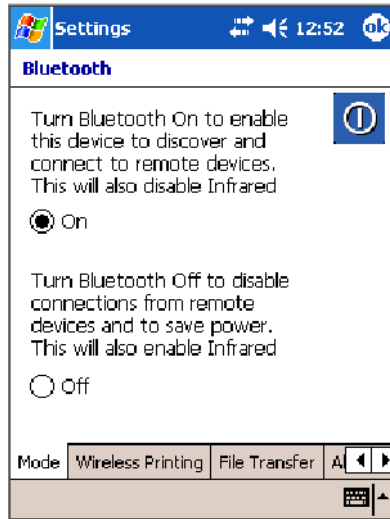 Settings 12:52 ok
Bluetooth
Turn Bluetooth On to enable
this device to discover and
connect to remote devices.
This will also disable Infrared
On
Turn Bluetooth Off to disable
connections from remote
devices and to save power.
This will also enable Infrared
Off
Mode Wireless Printing File Transfer